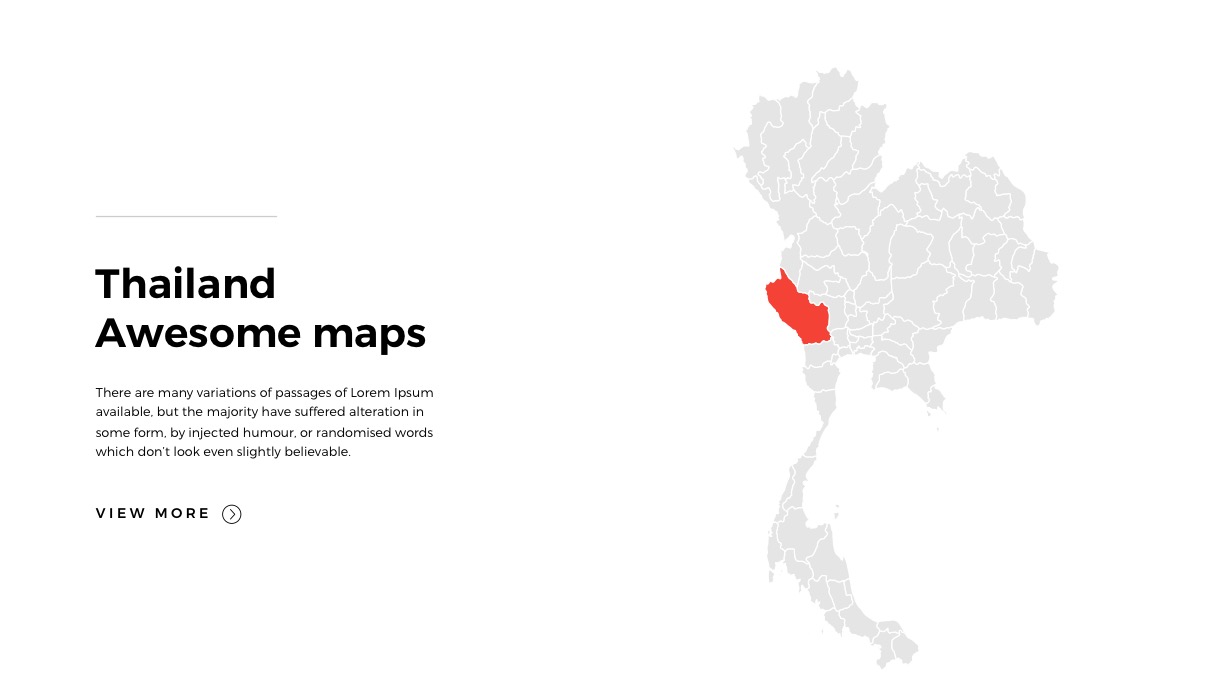 Thailand
Awesome maps
There are many variations of passages of Lorem Ipsum
available, but the majority have suffered alteration in
some form, by injected humour, or randomised words
which don't look even slightly believable.
VIEW MORE